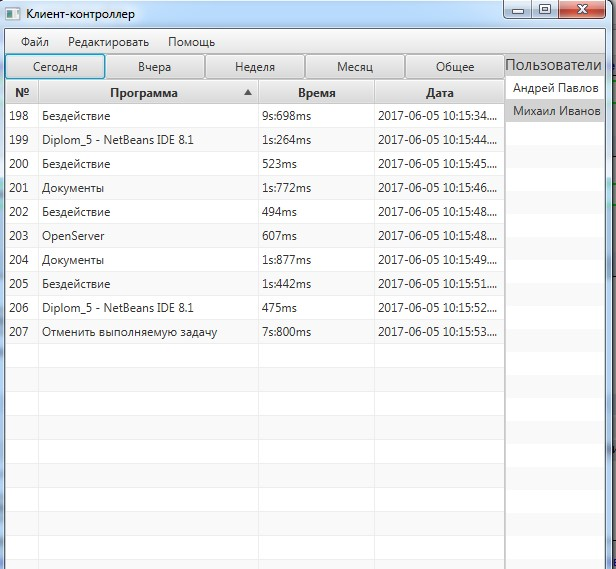 Клиент-контроллер
Файл Редактировать Помощь
Сегодня Вчера Неделя Месяц Общее Пользователи
№ Программа Время Дата Андрей Павлов
198 Бездействие 9s:698ms 2017-06-05 10:15:34.... Михаил Иванов
199 Diplom_5 - NetBeans IDE 8.1 1s:264ms 2017-06-05 10:15:44....
200 Бездействие 523ms 2017-06-05 10:15:45....
201 Документы 1s:772ms 2017-06-05 10:15:46....
202 Бездействие 494ms 2017-06-05 10:15:48....
203 OpenServer 607ms 2017-06-05 10:15:48....
204 Документы 1s:877ms 2017-06-05 10:15:49....
205 Бездействие 1s:442ms 2017-06-05 10:15:51....
206 Diplom_5 - NetBeans IDE 8.1 475ms 2017-06-05 10:15:52....
207 Отменить выполняемую задачу 7s:800ms 2017-06-05 10:15:53....